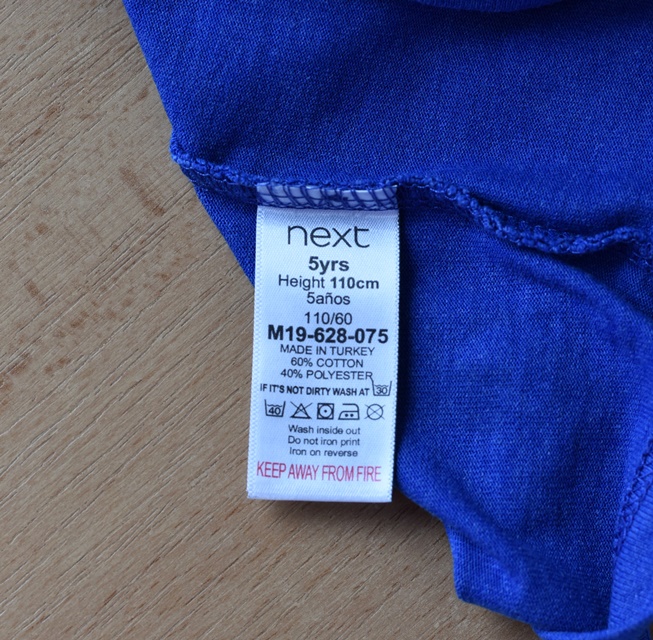 next
5yrs
Height 110cm
5años
110/60
M19-628-075
MADE IN TURKEY
60% COTTON
40% POLYESTER
IF IT'S NOT DIRTY WASH AT 30
40
Wash inside out
Do not iron print
Iron on reverse
KEEP AWAY FROM FIRE